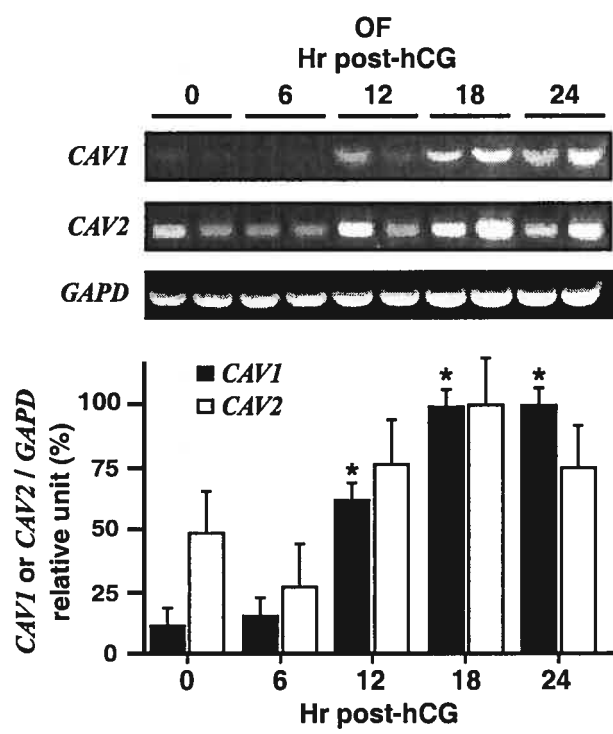 OF
Hr post-hCG
0 6 12 18 24
CAV1
CAV2
GAPD
CAV1
CAV2
CAV1 or CAV2 / GAPD
relative unit (%)
100
75
50
25
0
* * *
0 6 12 18 24
Hr post-hCG